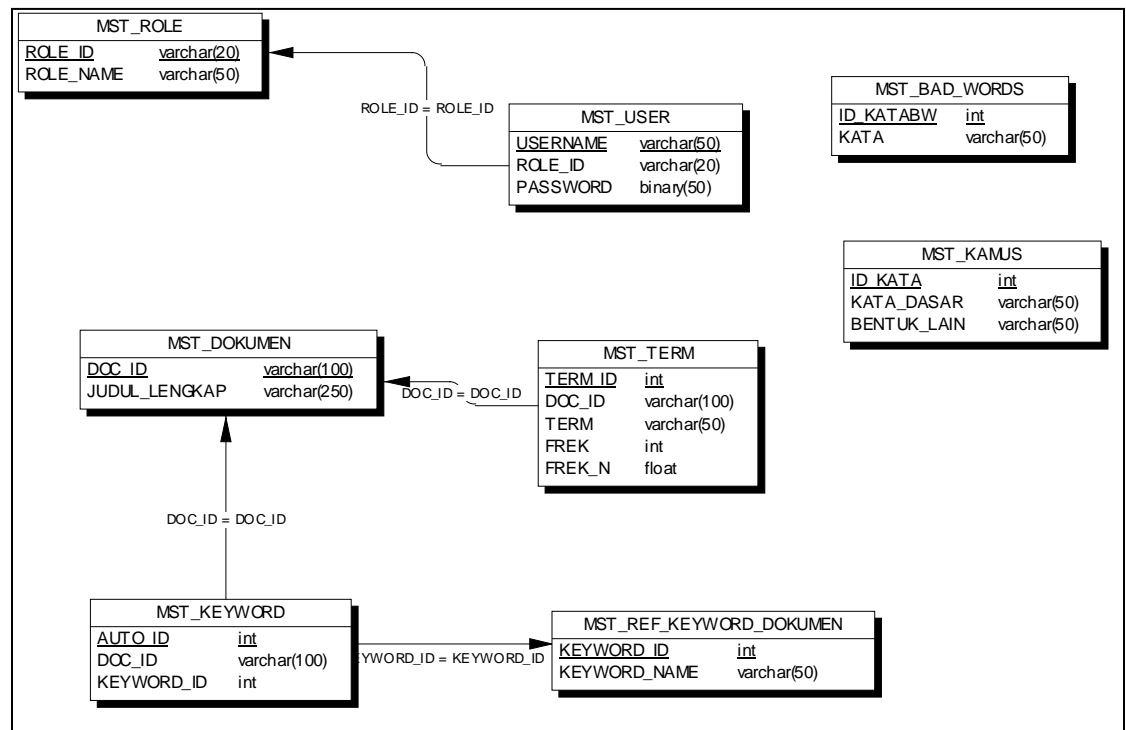 MST_ROLE
ROLE_ID varchar(20)
ROLE_NAME varchar(50)
ROLE_ID = ROLE_ID
MST_USER
USERNAME varchar(50)
ROLE_ID varchar(20)
PASSWORD binary(50)
MST_BAD_WORDS
ID_KATABW int
KATA varchar(50)
MST_KAMUS
ID_KATA int
KATA_DASAR varchar(50)
BENTUK_LAIN varchar(50)
MST_DOKUMEN
DOC_ID varchar(100)
JUDUL_LENGKAP varchar(250)
DOC_ID = DOC_ID
MST_TERM
TERM_ID int
DOC_ID varchar(100)
TERM varchar(50)
FREK int
FREK_N float
DOC_ID = DOC_ID
MST_KEYWORD
AUTO_ID int
DOC_ID varchar(100)
KEYWORD_ID int
EYWORD_ID = KEYWORD_ID
MST_REF_KEYWORD_DOKUMEN
KEYWORD_ID int
KEYWORD_NAME varchar(50)